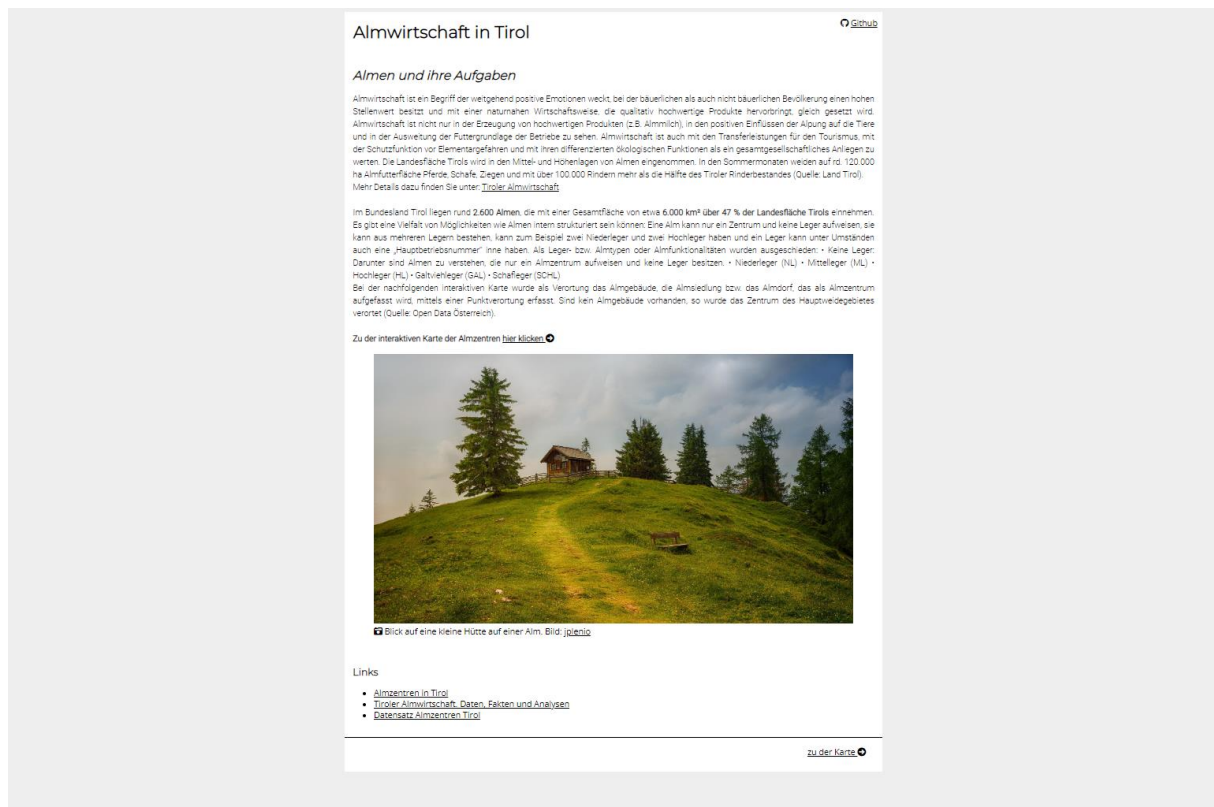 Almwirtschaft in Tirol
Github
Almen und ihre Aufgaben
Almwirtschaft ist ein Begriff der weitgehend positive Emotionen weckt, bei der bäuerlichen als auch nicht bäuerlichen Bevölkerung einen hohen
Stellenwert besitzt und mit einer naturnahen Wirtschaftsweise, die qualitativ hochwertige Produkte hervorbringt, gleich gesetzt wird.
Almwirtschaft ist nicht nur in der Erzeugung von hochwertigen Produkten (z.B. Almmilch), in den positiven Einflüssen der Alpung auf die Tiere
und in der Ausweitung der Futtergrundlage der Betriebe zu sehen. Almwirtschaft ist auch mit den Transferleistungen für den Tourismus, mit
der Schutzfunktion vor Elementargefahren und mit ihren differenzierten ökologischen Funktionen als ein gesamtgesellschaftliches Anliegen zu
werten. Die Landesfläche Tirols wird in den Mittel- und Höhenlagen von Almen eingenommen. In den Sommermonaten weiden auf rd. 120.000
ha Almfutterfläche Pferde, Schafe, Ziegen und mit über 100.000 Rindern mehr als die Hälfte des Tiroler Rinderbestandes (Quelle: Land Tirol).
Mehr Details dazu finden Sie unter: Tiroler Almwirtschaft
Im Bundesland Tirol liegen rund 2.600 Almen, die mit einer Gesamtfläche von etwa 6.000 km² über 47 % der Landesfläche Tirols einnehmen.
Es gibt eine Vielfalt von Möglichkeiten wie Almen intern strukturiert sein können: Eine Alm kann nur ein Zentrum und keine Leger aufweisen, sie
kann aus mehreren Legern bestehen, kann zum Beispiel zwei Niederleger und zwei Hochleger haben und ein Leger kann unter Umständen
auch eine „Hauptbetriebsnummer" inne haben. Als Leger- bzw. Almtypen oder Almfunktionalitäten wurden ausgeschieden: • Keine Leger:
Darunter sind Almen zu verstehen, die nur ein Almzentrum aufweisen und keine Leger besitzen. • Niederleger (NL) • Mittelleger (ML) •
Hochleger (HL) • Galtviehleger (GAL) • Schafleger (SCHL)
Bei der nachfolgenden interaktiven Karte wurde als Verortung das Almgebäude, die Almsiedlung bzw. das Almdorf, das als Almzentrum
aufgefasst wird, mittels einer Punktverortung erfasst. Sind kein Almgebäude vorhanden, so wurde das Zentrum des Hauptweidegebietes
verortet (Quelle: Open Data Österreich).
Zu der interaktiven Karte der Almzentren hier klicken
Blick auf eine kleine Hütte auf einer Alm. Bild: jplenio
Links
• Almzentren in Tirol
• Tiroler Almwirtschaft. Daten, Fakten und Analysen
• Datensatz Almzentren Tirol
zu der Karte